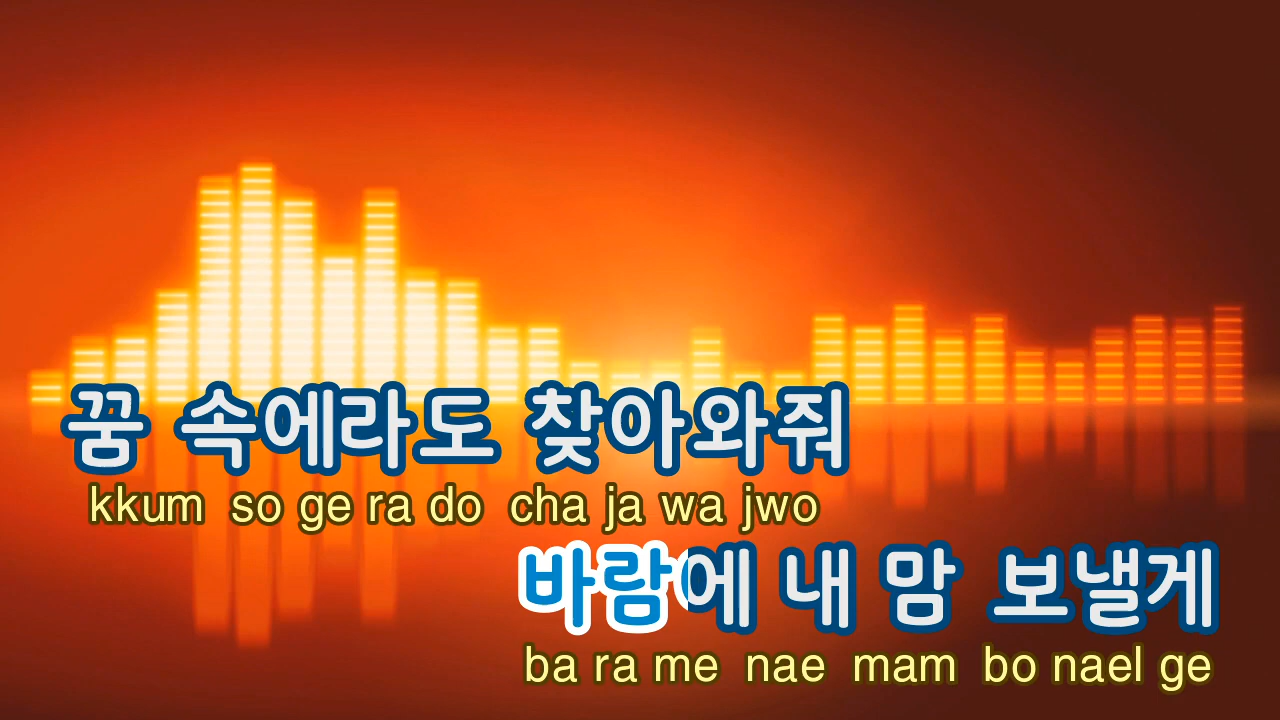 꿈 속에라도 찾아와줘
kkum so ge ra do cha ja wa jwo
바람에 내 맘 보낼게
ba ra me nae mam bo nael ge